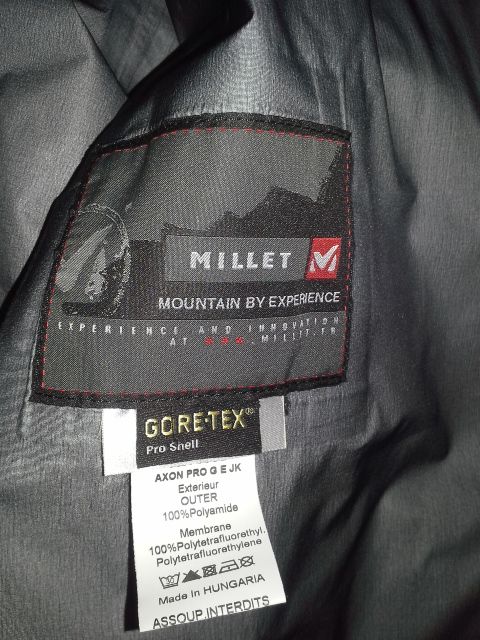 MILLET
MOUNTAIN BY EXPERIENCE
EXPERIENCE AND INNOVATION
AT WWW.MILLET.FR
GORE-TEX®
Pro Shell
AXON PRO G E JK
Exterieur
OUTER
100%Polyamide
Membrane
100%Polytetrafluorethyl.
Polytetrafluorethylene
Made in HUNGARIA
ASSOUP.INTERDITS